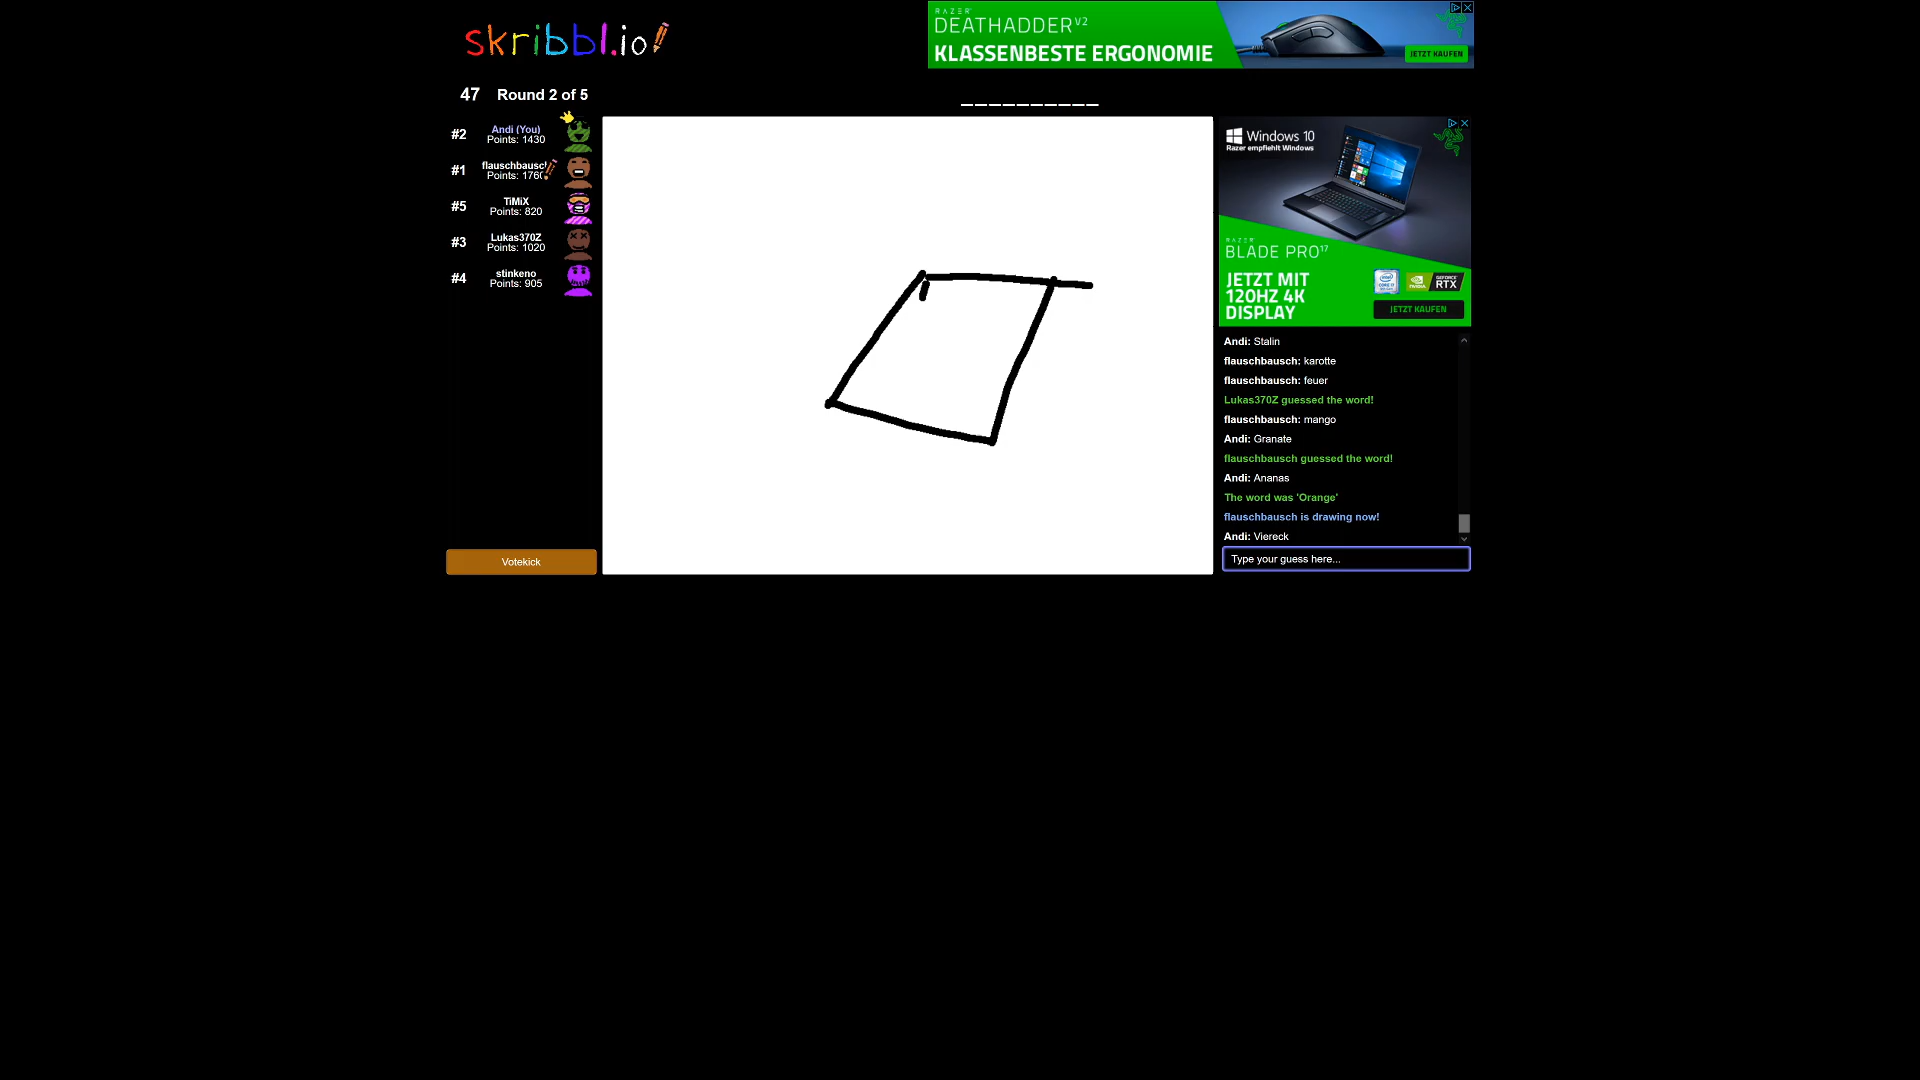 skribbl.io
RAZER
DEATHADDER V2
KLASSENBESTE ERGONOMIE
JETZT KAUFEN
47 Round 2 of 5
__________
#2 Andi (You)
Points: 1430
#1 flauschbausch
Points: 1760
#5 TiMiX
Points: 820
#3 Lukas370Z
Points: 1020
#4 stinkeno
Points: 905
Votekick
Windows 10
Razer empfiehlt Windows
RAZER
BLADE PRO 17
JETZT MIT
120HZ 4K
DISPLAY
GEFORCE
RTX
JETZT KAUFEN
Andi: Stalin
flauschbausch: karotte
flauschbausch: feuer
Lukas370Z guessed the word!
flauschbausch: mango
Andi: Granate
flauschbausch guessed the word!
Andi: Ananas
The word was 'Orange'
flauschbausch is drawing now!
Andi: Viereck
Type your guess here...